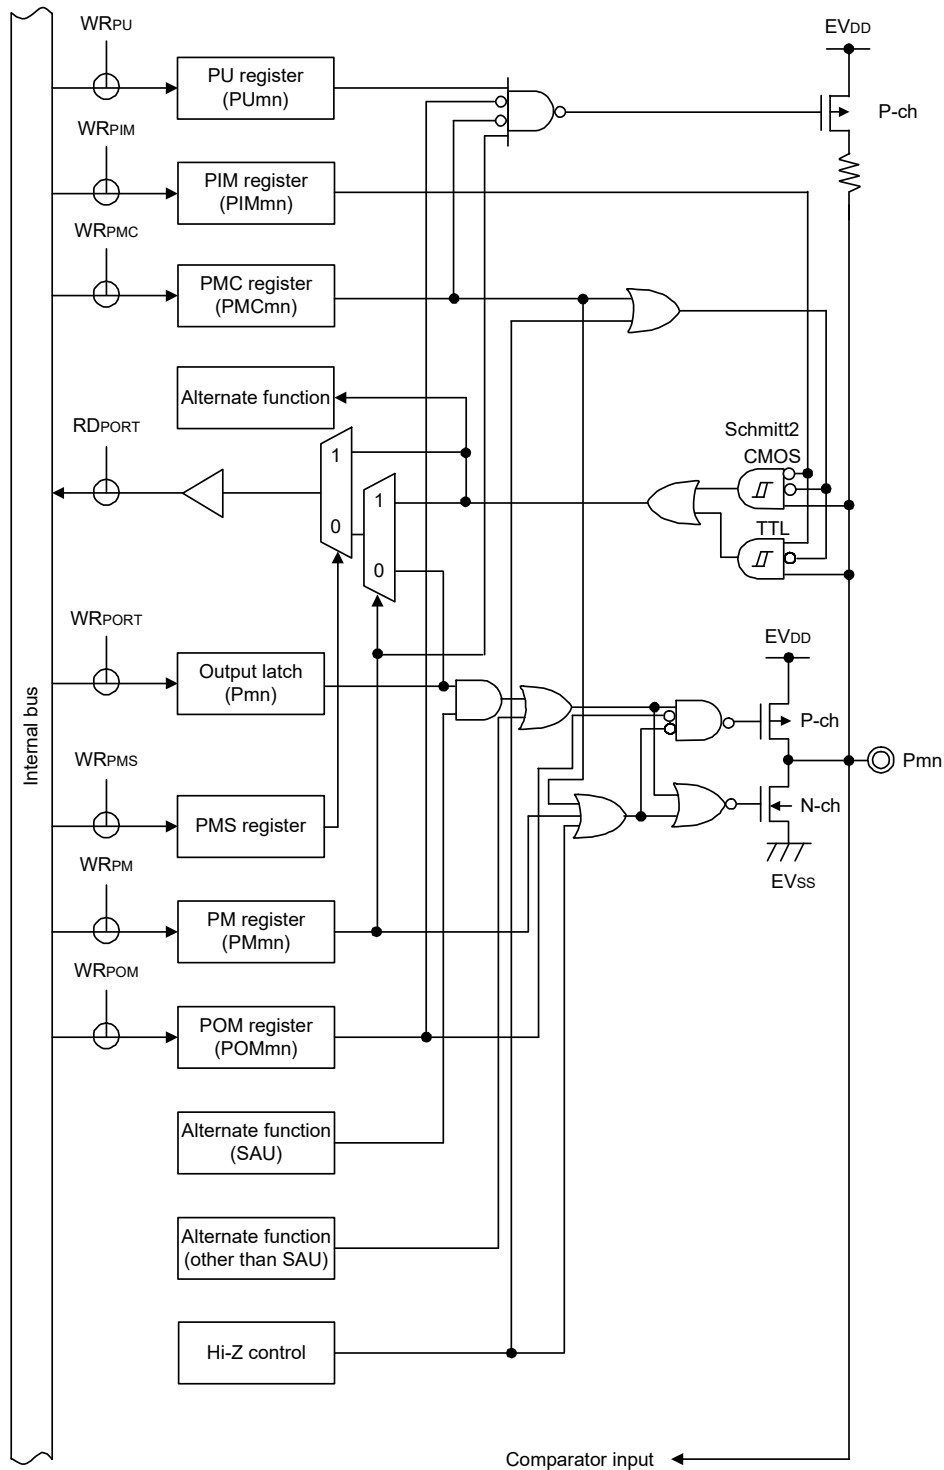 WRPU
EVDD
PU register
(PUmn)
P-ch
WRPIM
PIM register
(PIMmn)
WRPMC
PMC register
(PMCmn)
Alternate function
RDPORT
Schmitt2
CMOS
1
1
0
TTL
0
WRPORT
EVDD
Output latch
(Pmn)
Internal bus
P-ch
WRPMS
Pmn
PMS register
N-ch
WRPM
EVSS
PM register
(PMmn)
WRPOM
POM register
(POMmn)
Alternate function
(SAU)
Alternate function
(other than SAU)
Hi-Z control
Comparator input